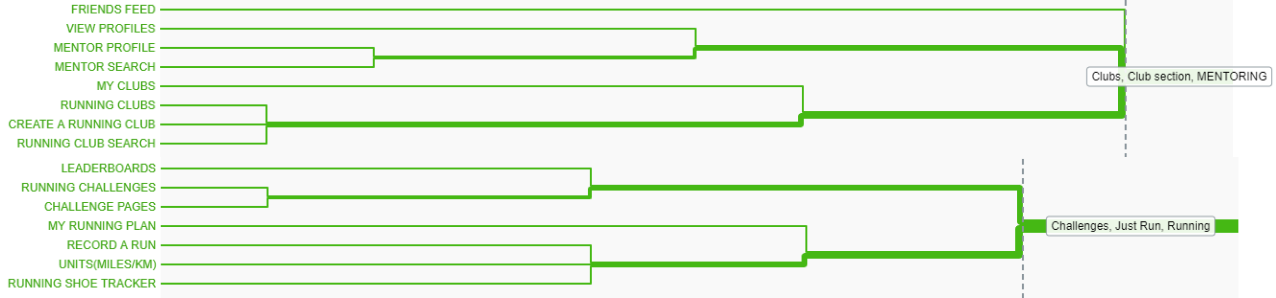 FRIENDS FEED
VIEW PROFILES
MENTOR PROFILE
MENTOR SEARCH
Clubs, Club section, MENTORING
MY CLUBS
RUNNING CLUBS
CREATE A RUNNING CLUB
RUNNING CLUB SEARCH
LEADERBOARDS
RUNNING CHALLENGES
CHALLENGE PAGES
MY RUNNING PLAN
Challenges, Just Run, Running
RECORD A RUN
UNITS(MILES/KM)
RUNNING SHOE TRACKER